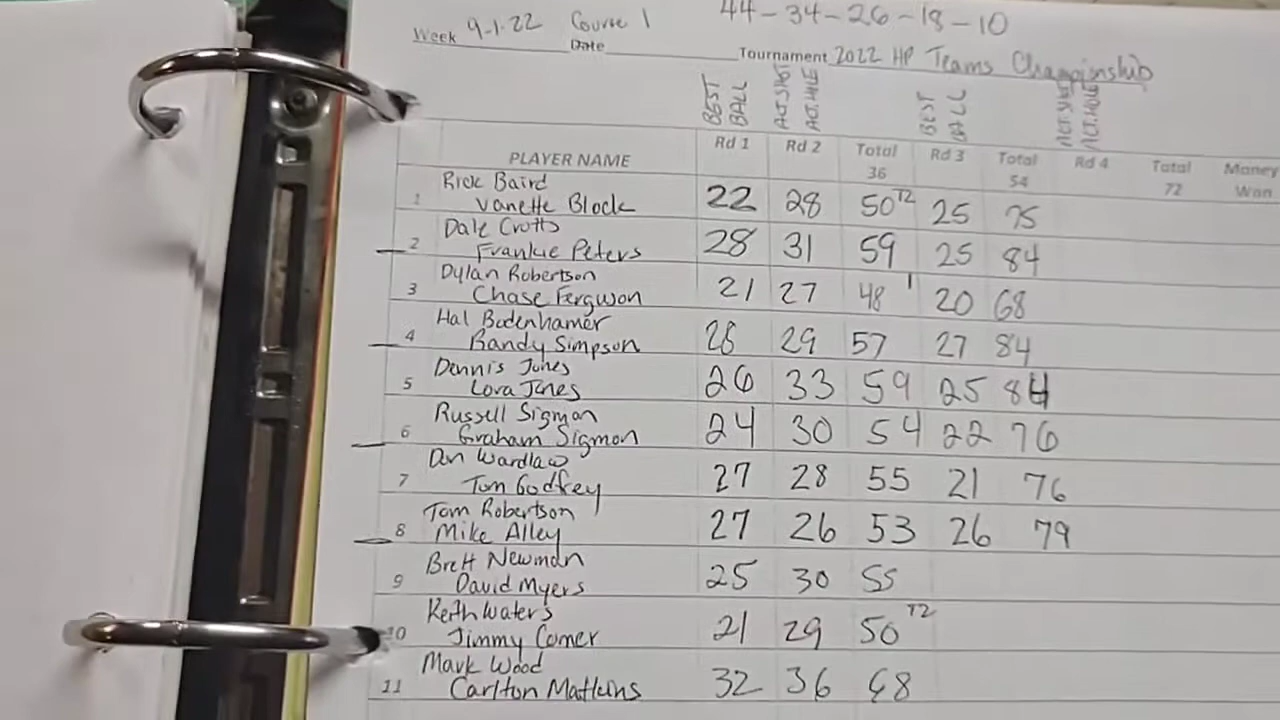 44-34-26-18-10
Week 9-1-22 Course 1 Date Tournament 2022 HP Teams Championship
BEST BALL ALT. SHOT ALT. HOLE BEST BALL ALT. SHOT ALT. HOLE
PLAYER NAME Rd 1 Rd 2 Total 36 Rd 3 Total 54 Rd 4 Total 72 Money Won
Rick Baird
1 Vanette Block 22 28 50 T2 25 75
Dale Crotts
2 Frankie Peters 28 31 59 25 84
Dylan Robertson
3 Chase Ferguson 21 27 48 1 20 68
Hal Bodenhamer
4 Randy Simpson 28 29 57 27 84
Dennis Jones
5 Lora Jones 26 33 59 25 84
Russell Sigmon
6 Graham Sigmon 24 30 54 22 76
Don Wardlaw
7 Tom Godfrey 27 28 55 21 76
Tom Robertson
8 Mike Alley 27 26 53 26 79
Brett Newman
9 David Myers 25 30 55
Keith Waters
10 Jimmy Comer 21 29 50 T2
Mark Wood
11 Carlton Matkins 32 36 68